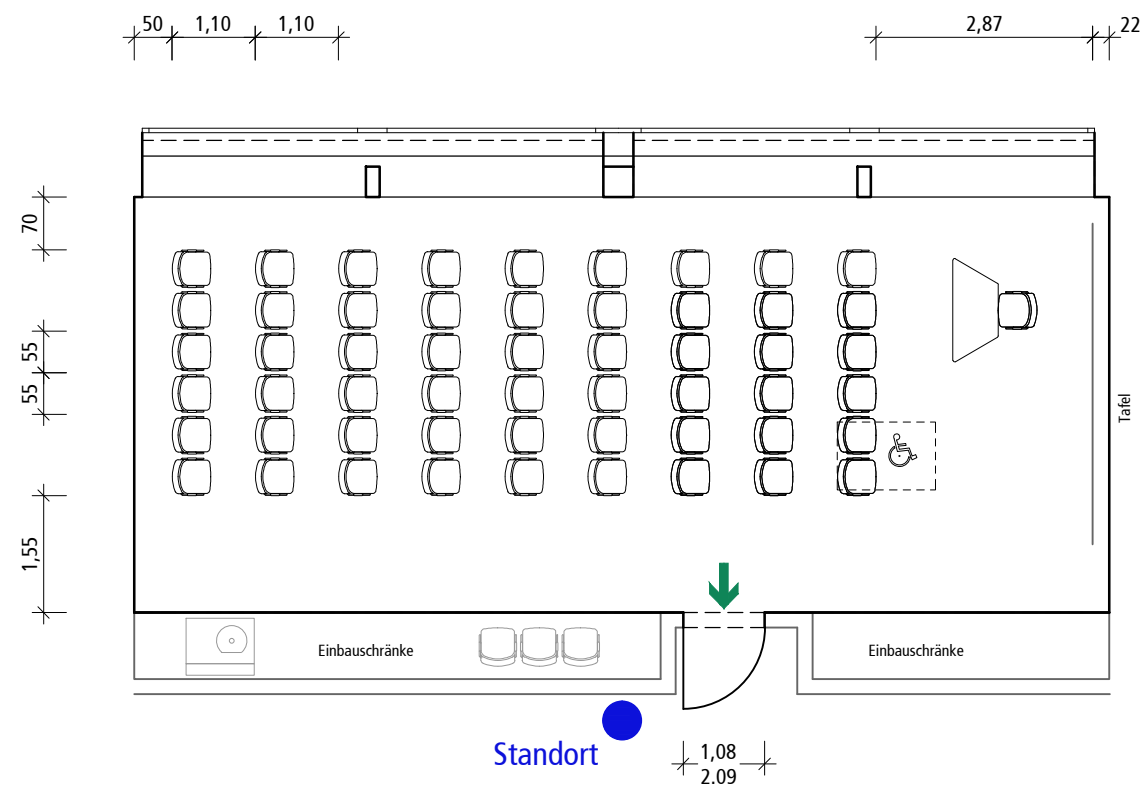 50 1,10 1,10 2,87 22
70
55
55
Tafel
1,55
Einbauschränke Einbauschränke
Standort
1,08
2.09